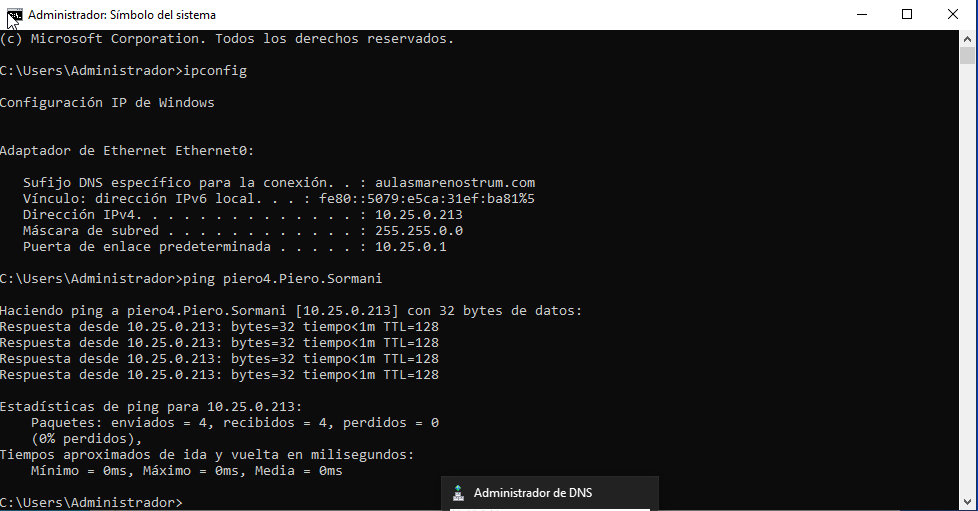 Administrador: Símbolo del sistema
(c) Microsoft Corporation. Todos los derechos reservados.
C:\Users\Administrador>ipconfig
Configuración IP de Windows
Adaptador de Ethernet Ethernet0:
Sufijo DNS específico para la conexión. . : aulasmarenostrum.com
Vínculo: dirección IPv6 local. . . : fe80::5079:e5ca:31ef:ba81%5
Dirección IPv4. . . . . . . . . . . . . . : 10.25.0.213
Máscara de subred . . . . . . . . . . . . : 255.255.0.0
Puerta de enlace predeterminada . . . . . : 10.25.0.1
C:\Users\Administrador>ping piero4.Piero.Sormani
Haciendo ping a piero4.Piero.Sormani [10.25.0.213] con 32 bytes de datos:
Respuesta desde 10.25.0.213: bytes=32 tiempo<1m TTL=128
Respuesta desde 10.25.0.213: bytes=32 tiempo<1m TTL=128
Respuesta desde 10.25.0.213: bytes=32 tiempo<1m TTL=128
Respuesta desde 10.25.0.213: bytes=32 tiempo<1m TTL=128
Estadísticas de ping para 10.25.0.213:
Paquetes: enviados = 4, recibidos = 4, perdidos = 0
(0% perdidos),
Tiempos aproximados de ida y vuelta en milisegundos:
Mínimo = 0ms, Máximo = 0ms, Media = 0ms
C:\Users\Administrador>
Administrador de DNS